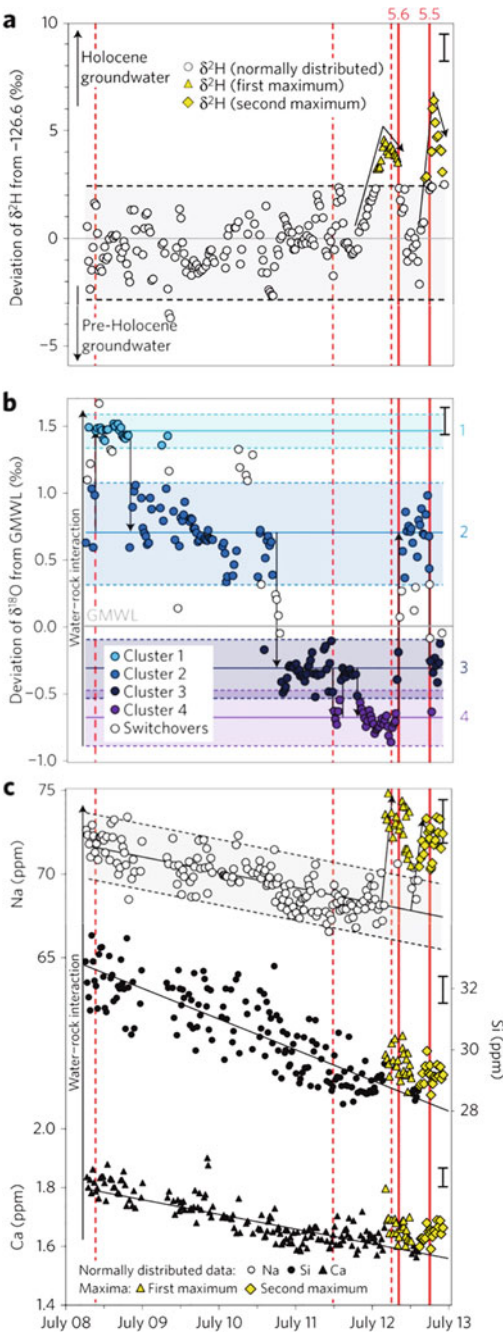 5.6 5.5
a
10
5
0
−5
Deviation of δ²H from −126.6 (‰)
Holocene
groundwater
δ²H (normally distributed)
δ²H (first maximum)
δ²H (second maximum)
Pre-Holocene
groundwater
b
1.5
1.0
0.5
0.0
−0.5
−1.0
Deviation of δ¹⁸O from GMWL (‰)
Water–rock interaction
GMWL
1
2
3
4
Cluster 1
Cluster 2
Cluster 3
Cluster 4
Switchovers
c
75
70
65
Na (ppm)
Water–rock interaction
32
30
28
Si (ppm)
2.0
1.8
1.6
1.4
Ca (ppm)
Normally distributed data: Na Si Ca
Maxima: First maximum Second maximum
July 08 July 09 July 10 July 11 July 12 July 13